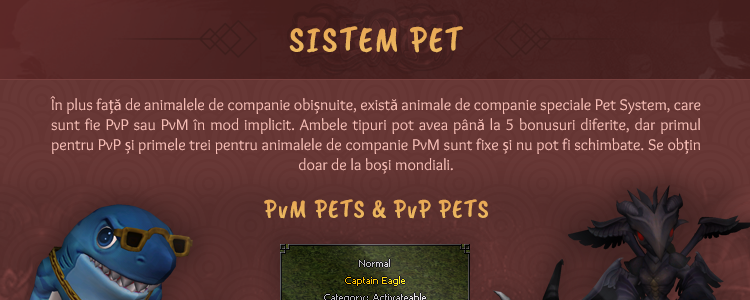 SISTEM PET
În plus față de animalele de companie obișnuite, există animale de companie speciale Pet System, care
sunt fie PvP sau PvM în mod implicit. Ambele tipuri pot avea până la 5 bonusuri diferite, dar primul
pentru PvP și primele trei pentru animalele de companie PvM sunt fixe și nu pot fi schimbate. Se obțin
doar de la boși mondiali.
PvM PETS & PvP PETS
Normal
Captain Eagle
Category: Activateable